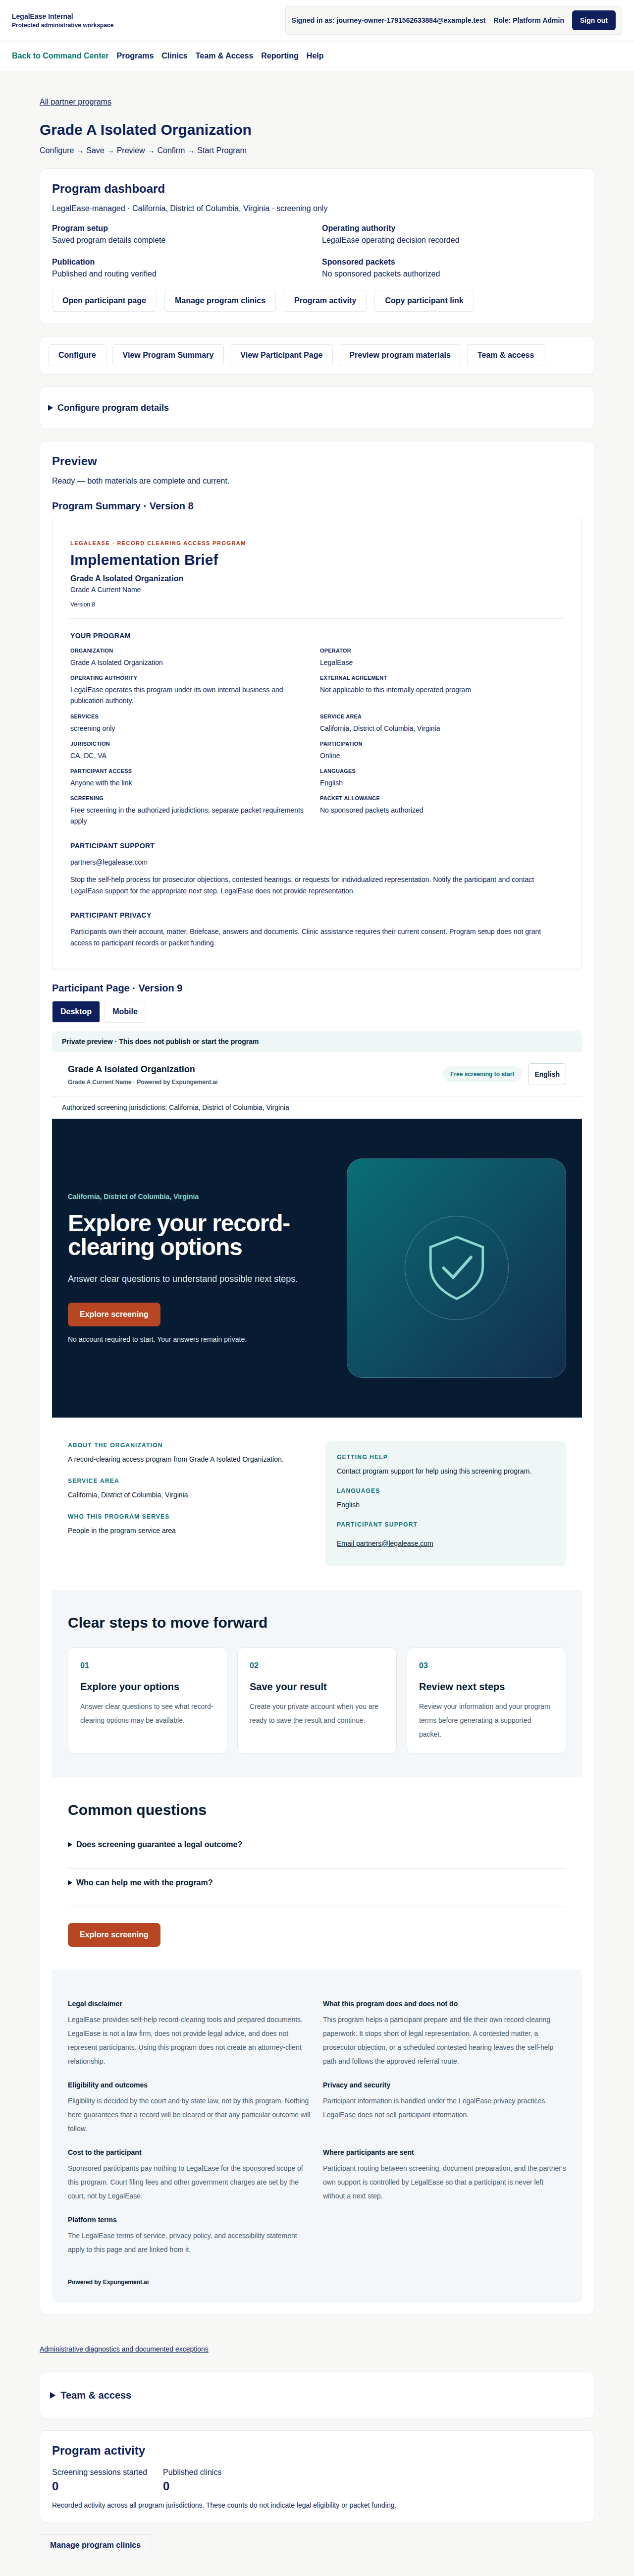 LegalEase Internal
Protected administrative workspace
Signed in as: journey-owner-1791562633884@example.test Role: Platform Admin Sign out
Back to Command Center Programs Clinics Team & Access Reporting Help
All partner programs
Grade A Isolated Organization
Configure → Save → Preview → Confirm → Start Program
Program dashboard
LegalEase-managed · California, District of Columbia, Virginia · screening only
Program setup
Saved program details complete
Operating authority
LegalEase operating decision recorded
Publication
Published and routing verified
Sponsored packets
No sponsored packets authorized
Open participant page Manage program clinics Program activity Copy participant link
Configure View Program Summary View Participant Page Preview program materials Team & access
Configure program details
Preview
Ready — both materials are complete and current.
Program Summary · Version 8
LEGALEASE · RECORD CLEARING ACCESS PROGRAM
Implementation Brief
Grade A Isolated Organization
Grade A Current Name
Version 8
YOUR PROGRAM
ORGANIZATION
Grade A Isolated Organization
OPERATOR
LegalEase
OPERATING AUTHORITY
LegalEase operates this program under its own internal business and
publication authority.
EXTERNAL AGREEMENT
Not applicable to this internally operated program
SERVICES
screening only
SERVICE AREA
California, District of Columbia, Virginia
JURISDICTION
CA, DC, VA
PARTICIPATION
Online
PARTICIPANT ACCESS
Anyone with the link
LANGUAGES
English
SCREENING
Free screening in the authorized jurisdictions; separate packet requirements
apply
PACKET ALLOWANCE
No sponsored packets authorized
PARTICIPANT SUPPORT
partners@legalease.com
Stop the self-help process for prosecutor objections, contested hearings, or requests for individualized representation. Notify the participant and contact
LegalEase support for the appropriate next step. LegalEase does not provide representation.
PARTICIPANT PRIVACY
Participants own their account, matter, Briefcase, answers and documents. Clinic assistance requires their current consent. Program setup does not grant
access to participant records or packet funding.
Participant Page · Version 9
Desktop Mobile
Private preview · This does not publish or start the program
Grade A Isolated Organization
Grade A Current Name · Powered by Expungement.ai
Free screening to start English
Authorized screening jurisdictions: California, District of Columbia, Virginia
California, District of Columbia, Virginia
Explore your record-
clearing options
Answer clear questions to understand possible next steps.
Explore screening
No account required to start. Your answers remain private.
ABOUT THE ORGANIZATION
A record-clearing access program from Grade A Isolated Organization.
SERVICE AREA
California, District of Columbia, Virginia
WHO THIS PROGRAM SERVES
People in the program service area
GETTING HELP
Contact program support for help using this screening program.
LANGUAGES
English
PARTICIPANT SUPPORT
Email partners@legalease.com
Clear steps to move forward
01
Explore your options
Answer clear questions to see what record-
clearing options may be available.
02
Save your result
Create your private account when you are
ready to save the result and continue.
03
Review next steps
Review your information and your program
terms before generating a supported
packet.
Common questions
Does screening guarantee a legal outcome?
Who can help me with the program?
Explore screening
Legal disclaimer
LegalEase provides self-help record-clearing tools and prepared documents.
LegalEase is not a law firm, does not provide legal advice, and does not
represent participants. Using this program does not create an attorney-client
relationship.
What this program does and does not do
This program helps a participant prepare and file their own record-clearing
paperwork. It stops short of legal representation. A contested matter, a
prosecutor objection, or a scheduled contested hearing leaves the self-help
path and follows the approved referral route.
Eligibility and outcomes
Eligibility is decided by the court and by state law, not by this program. Nothing
here guarantees that a record will be cleared or that any particular outcome will
follow.
Privacy and security
Participant information is handled under the LegalEase privacy practices.
LegalEase does not sell participant information.
Cost to the participant
Sponsored participants pay nothing to LegalEase for the sponsored scope of
this program. Court filing fees and other government charges are set by the
court, not by LegalEase.
Where participants are sent
Participant routing between screening, document preparation, and the partner's
own support is controlled by LegalEase so that a participant is never left
without a next step.
Platform terms
The LegalEase terms of service, privacy policy, and accessibility statement
apply to this page and are linked from it.
Powered by Expungement.ai
Administrative diagnostics and documented exceptions
Team & access
Program activity
Screening sessions started
0
Published clinics
0
Recorded activity across all program jurisdictions. These counts do not indicate legal eligibility or packet funding.
Manage program clinics